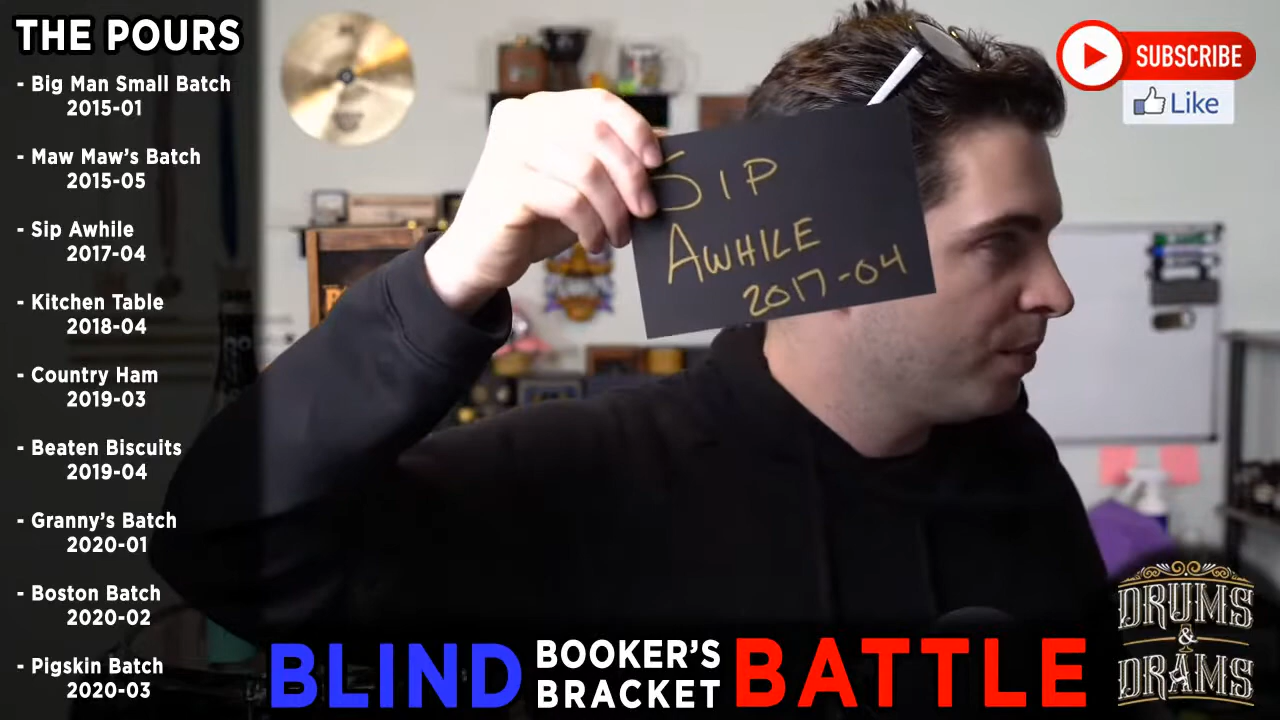 THE POURS
- Big Man Small Batch
2015-01
- Maw Maw's Batch
2015-05
- Sip Awhile
2017-04
- Kitchen Table
2018-04
- Country Ham
2019-03
- Beaten Biscuits
2019-04
- Granny's Batch
2020-01
- Boston Batch
2020-02
- Pigskin Batch
2020-03
SIP
AWHILE
2017-04
SUBSCRIBE
Like
BLIND BOOKER'S BRACKET BATTLE
DRUMS
&
DRAMS